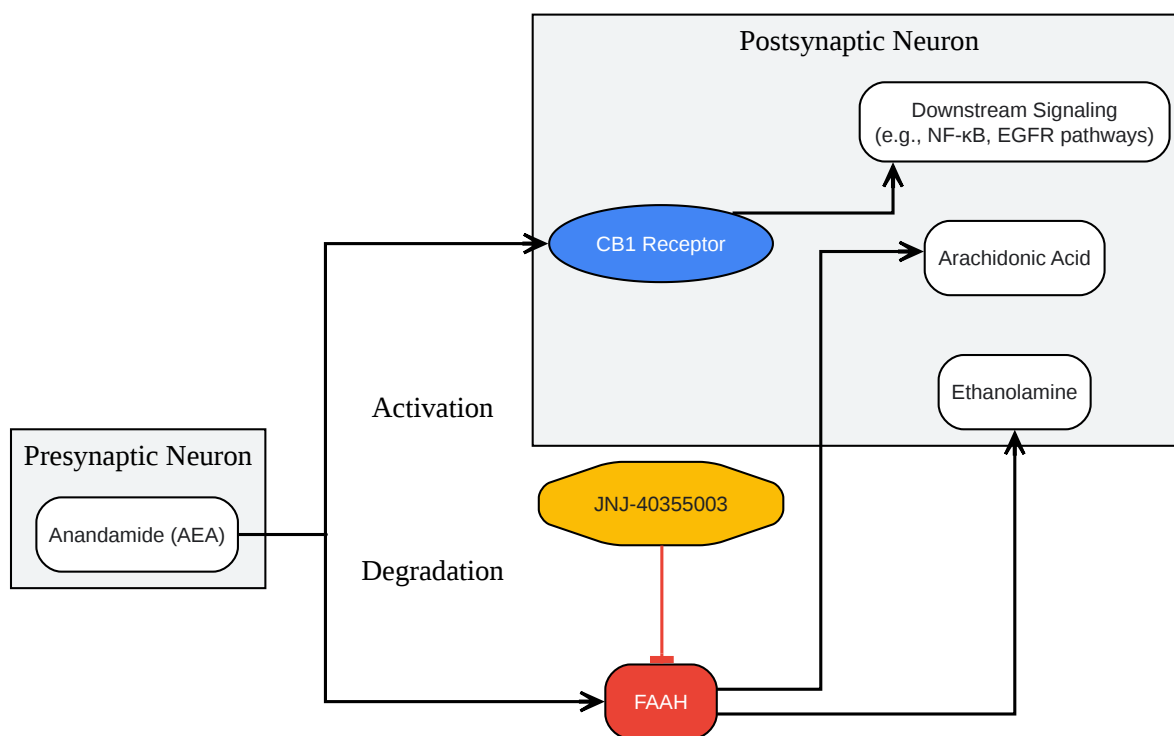 Postsynaptic Neuron
Downstream Signaling
(e.g., NF-κB, EGFR pathways)
CB1 Receptor
Arachidonic Acid
Ethanolamine
Activation
Presynaptic Neuron
Anandamide (AEA)
JNJ-40355003
Degradation
FAAH